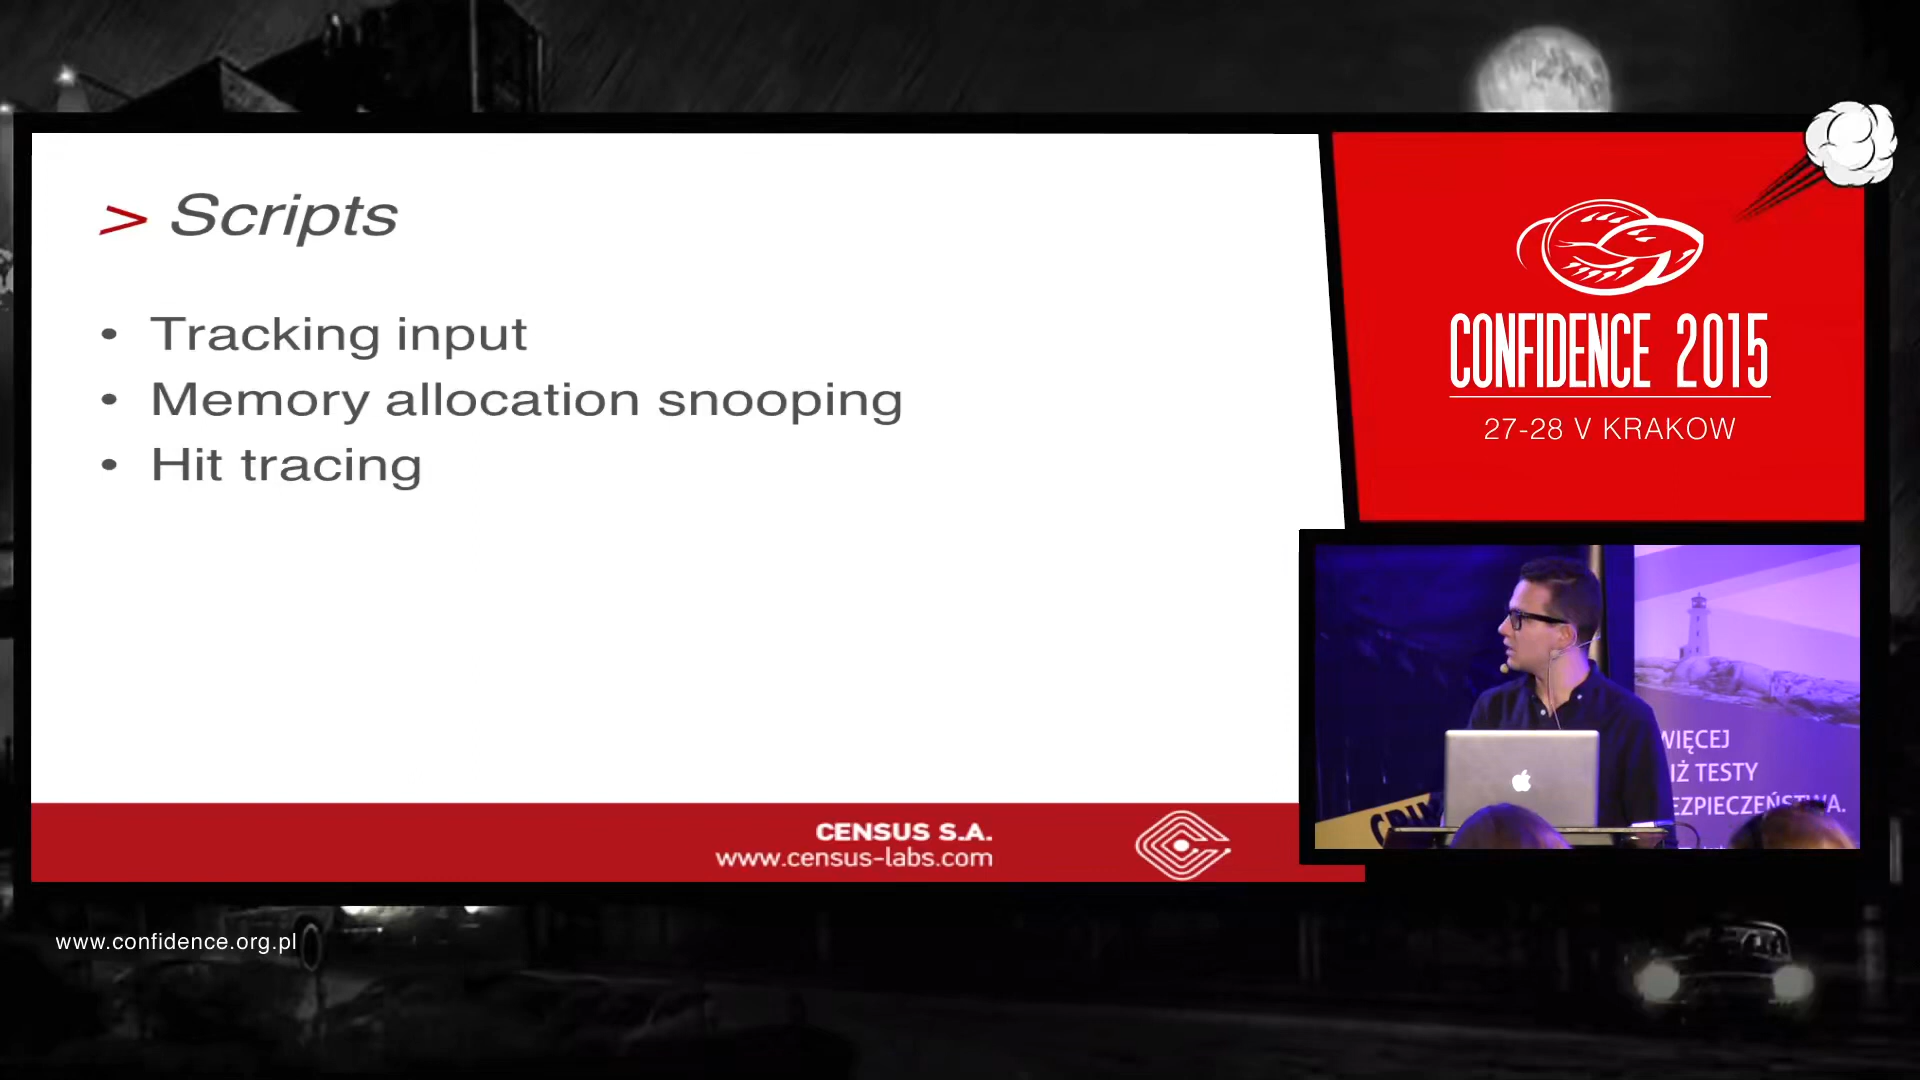 > Scripts
• Tracking input
• Memory allocation snooping
• Hit tracing
CENSUS S.A.
www.census-labs.com
CONFIDENCE 2015
27-28 V KRAKOW
WIĘCEJ
IŻ TESTY
EZPIECZEŃSTWA.
www.confidence.org.pl